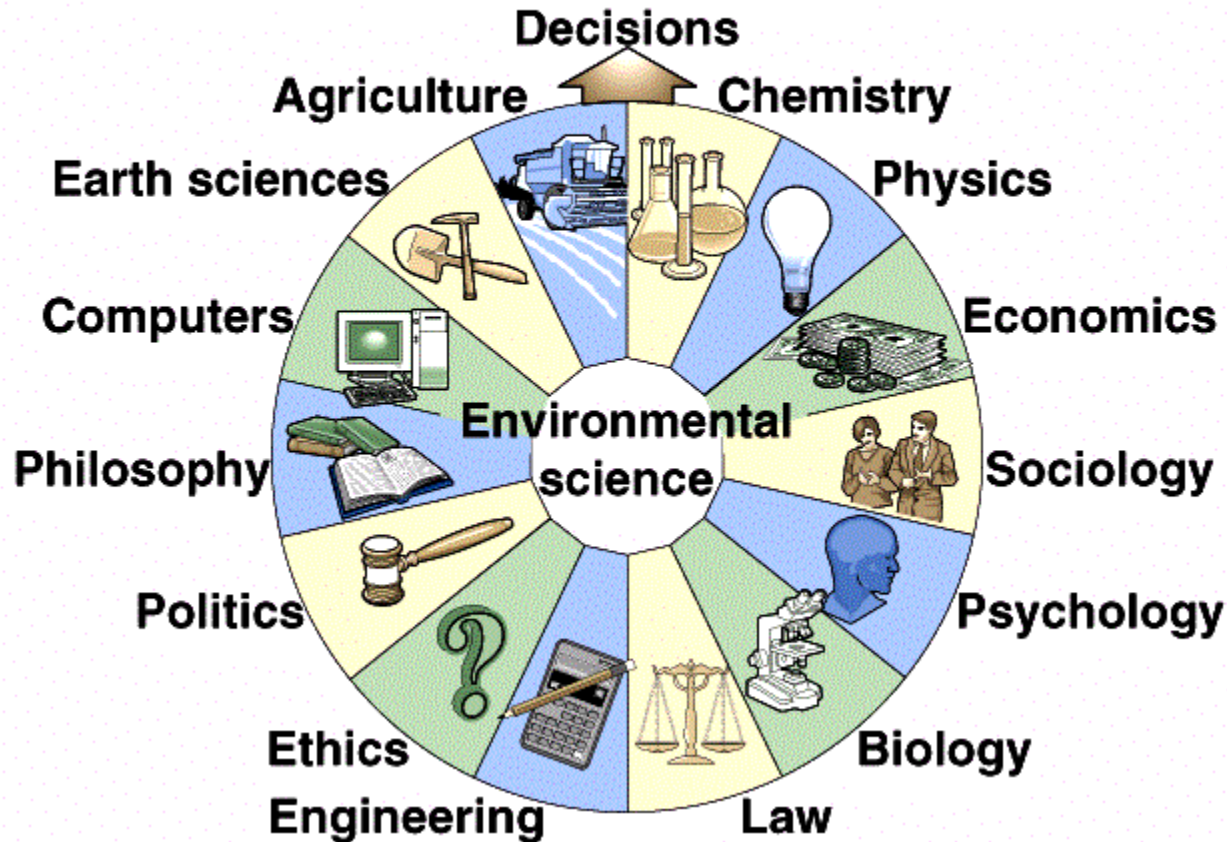 Decisions
Agriculture
Chemistry
Earth sciences
Physics
Computers
Economics
Environmental
science
Philosophy
Sociology
Politics
Psychology
Ethics
Biology
Engineering
Law